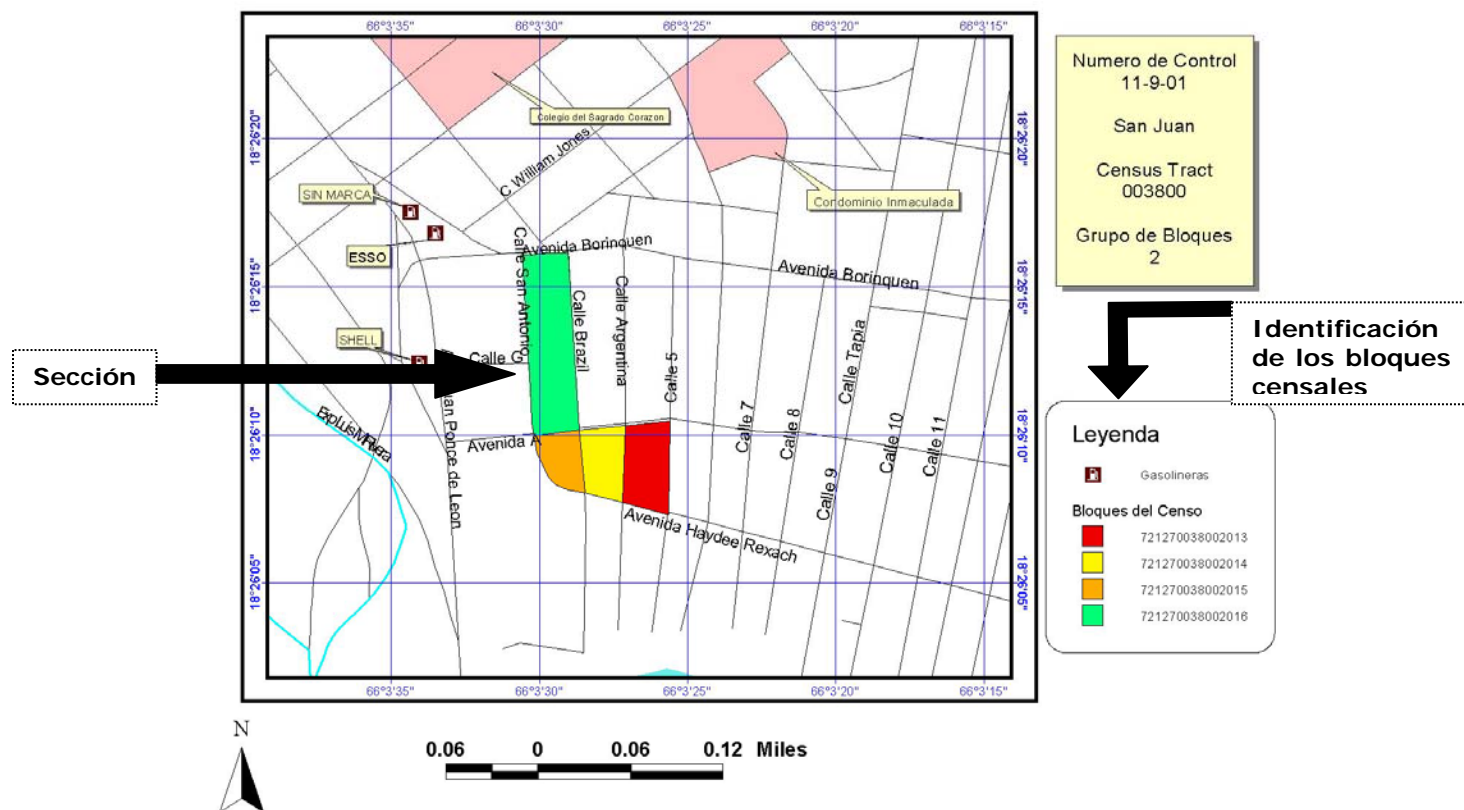 66°3'35" 66°3'30" 66°3'25" 66°3'20" 66°3'15"
18°26'20"
18°26'15"
18°26'10"
18°26'05"
Colegio del Sagrado Corazon
C William Jones
SIN MARCA
ESSO
Condominio Inmaculada
Avenida Borinquen
Avenida Borinquen
Calle San Antonio
Calle Brazil
Calle Argentina
Calle 5
SHELL
Calle G
Calle Tapia
Calle 7
Calle 8
Calle 9
Calle 10
Calle 11
Avenida A
Ponce de Leon
Avenida Haydee Rexach
18°26'20"
18°26'15"
18°26'10"
18°26'05"
66°3'35" 66°3'30" 66°3'25" 66°3'20" 66°3'15"
Sección
Numero de Control
11-9-01
San Juan
Census Tract
003800
Grupo de Bloques
2
Identificación
de los bloques
censales
Leyenda
Gasolineras
Bloques del Censo
721270038002013
721270038002014
721270038002015
721270038002016
N
0.06 0 0.06 0.12 Miles